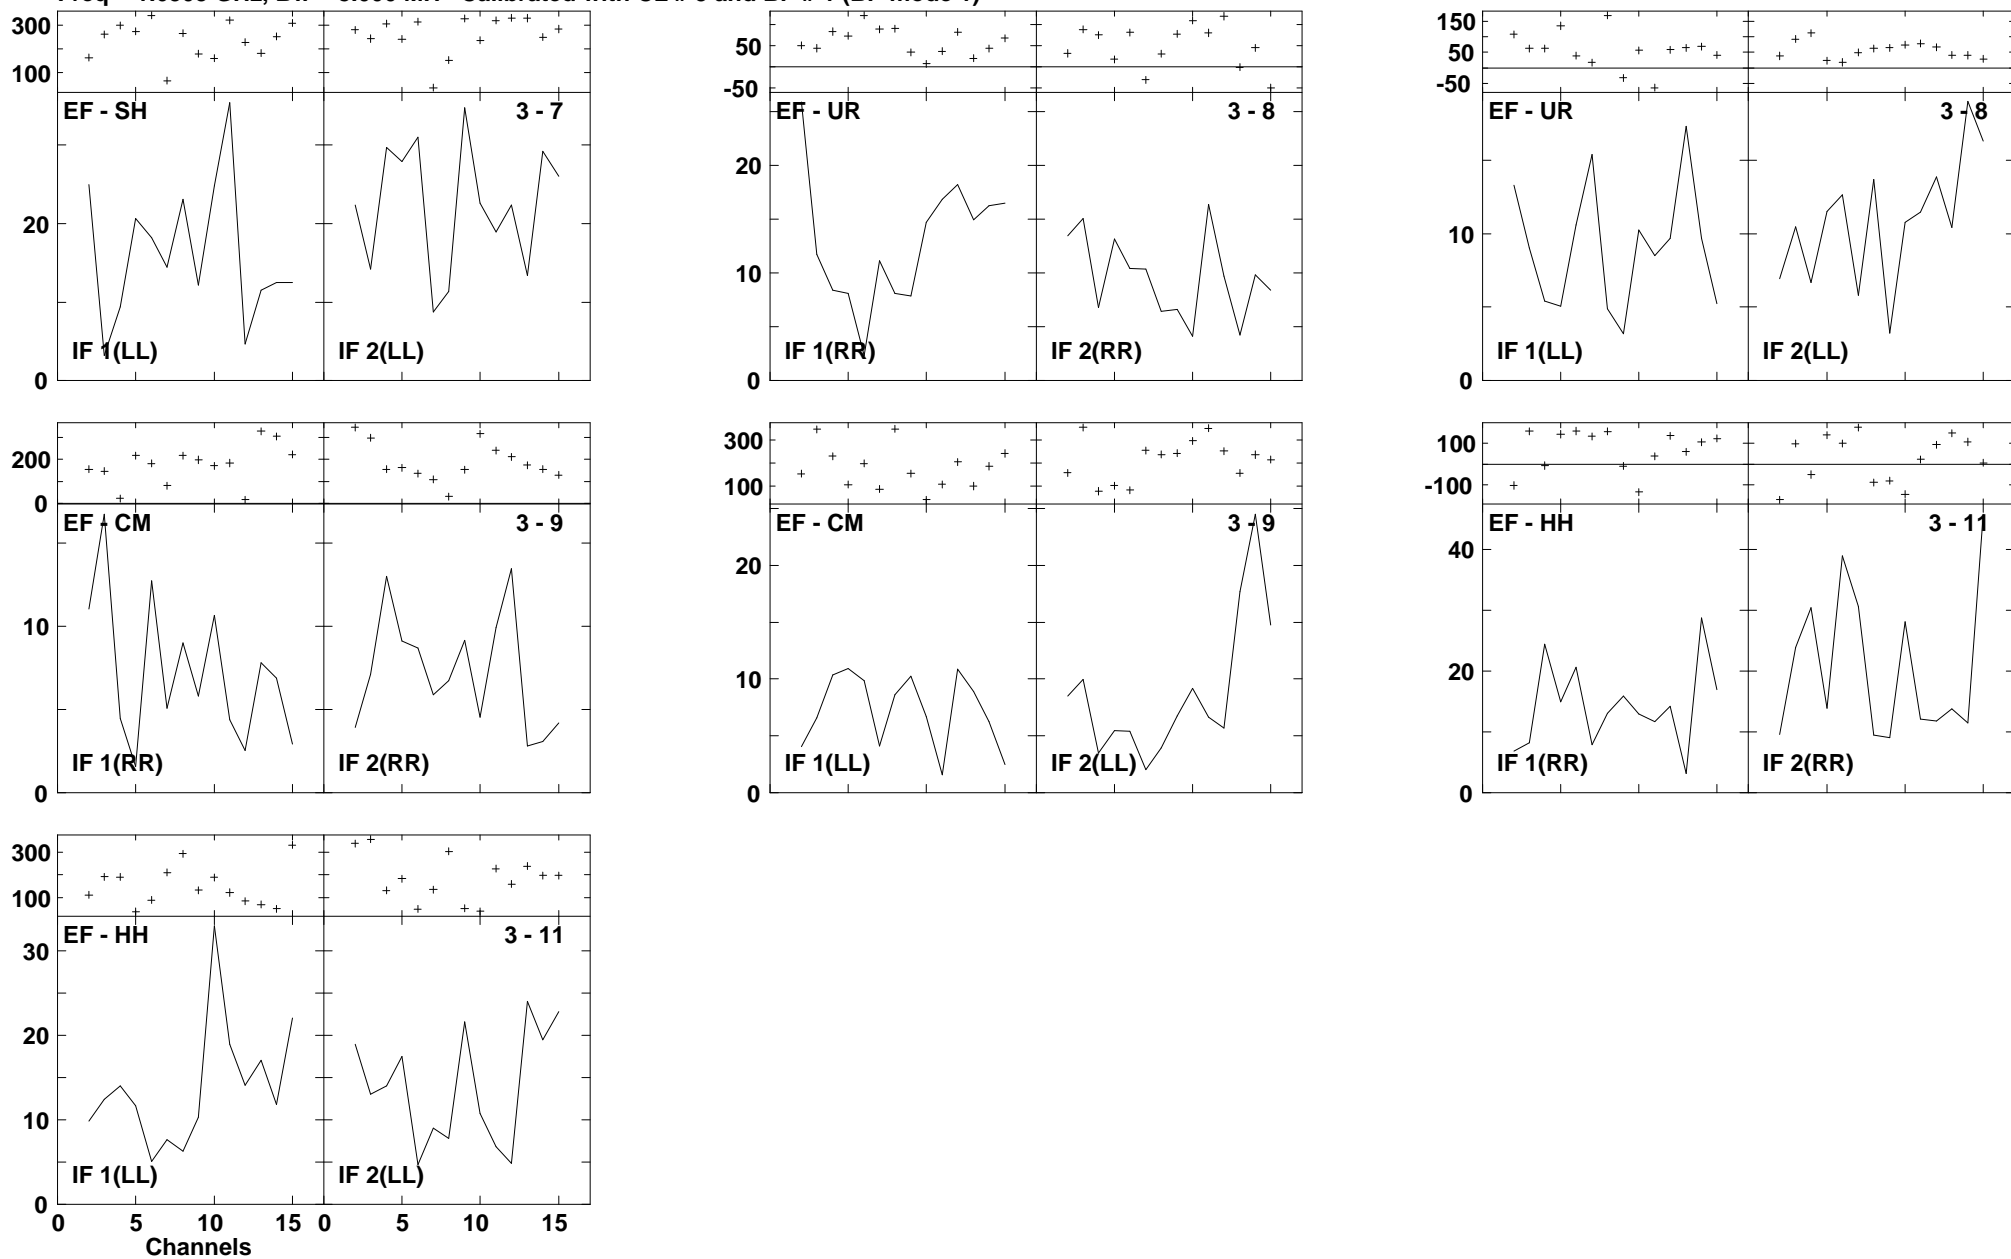 300
100
EF - SH
3 - 7
20
IF 1(LL)
IF 2(LL)
0
50
-50
EF - UR
3 - 8
20
10
IF 1(RR)
IF 2(RR)
0
150
50
-50
EF - UR
3 - 8
10
IF 1(LL)
IF 2(LL)
0
200
0
EF - CM
3 - 9
10
IF 1(RR)
IF 2(RR)
0
300
100
EF - CM
3 - 9
20
10
IF 1(LL)
IF 2(LL)
0
100
-100
EF - HH
3 - 11
40
20
IF 1(RR)
IF 2(RR)
0
300
100
EF - HH
3 - 11
30
20
10
IF 1(LL)
IF 2(LL)
0
0 5 10 15 0 5 10 15
Channels